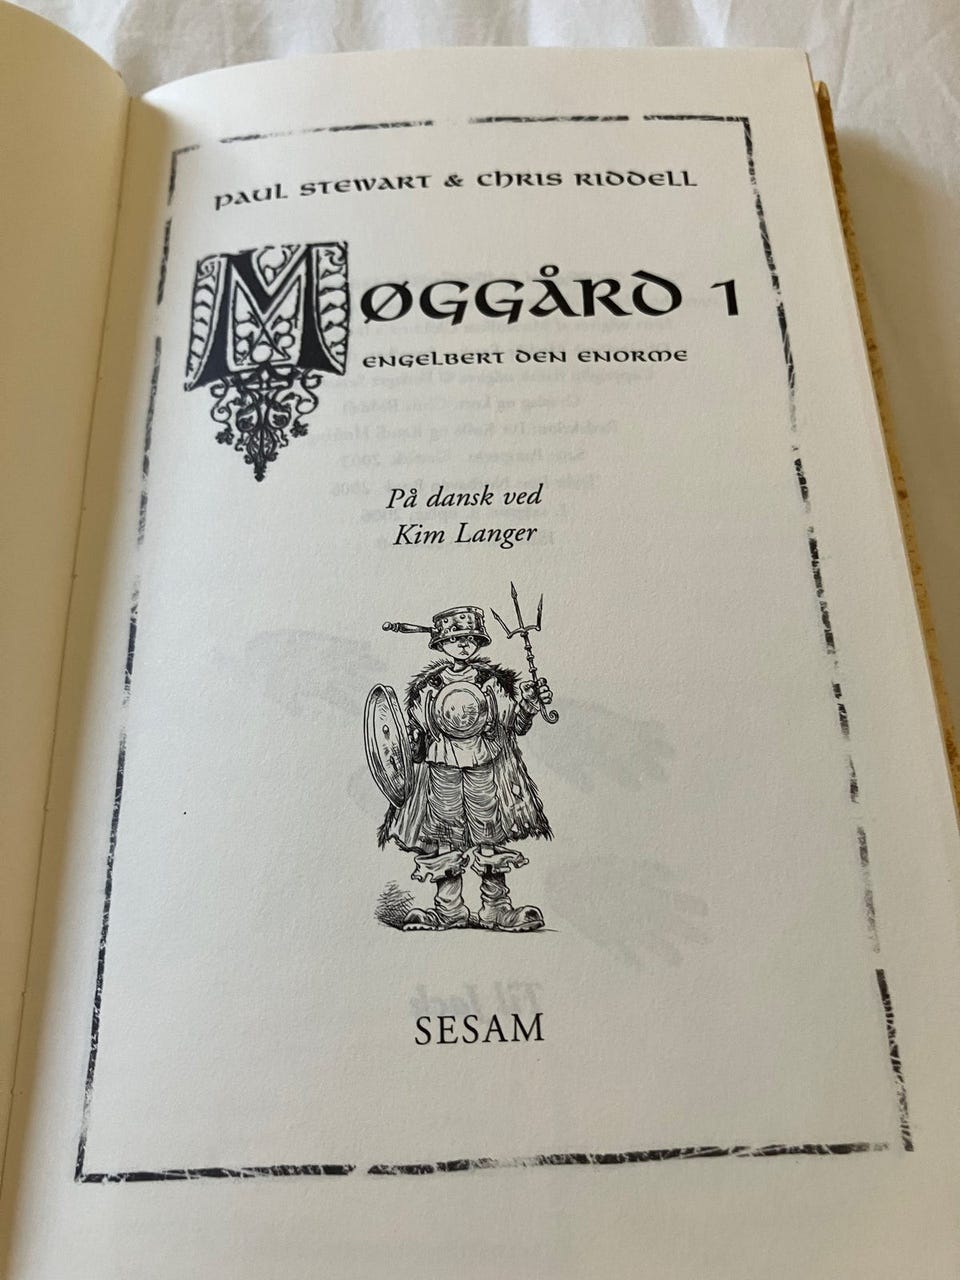 PAUL STEWART & CHRIS RIDDELL
MØGGÅRD 1
ENGELBERT DEN ENORME
På dansk ved
Kim Langer
SESAM